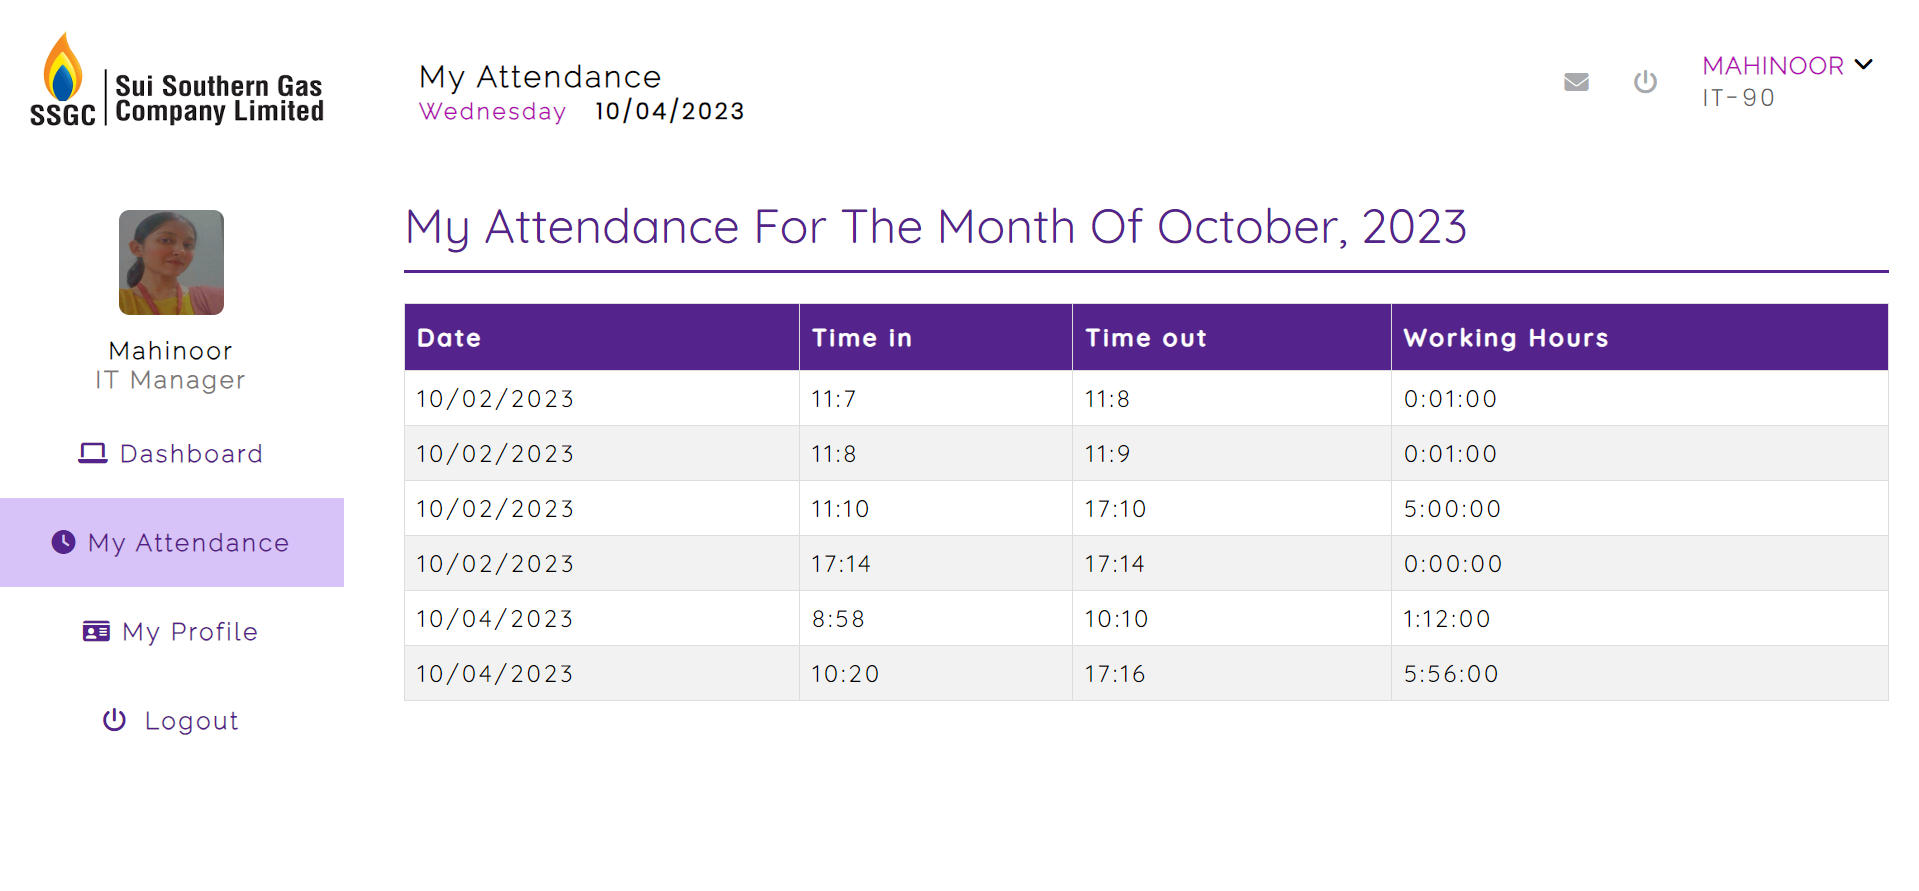 SSGC
Sui Southern Gas
Company Limited
My Attendance
Wednesday 10/04/2023
MAHINOOR
IT-90
Mahinoor
IT Manager
Dashboard
My Attendance
My Profile
Logout
My Attendance For The Month Of October, 2023
Date Time in Time out Working Hours
10/02/2023 11:7 11:8 0:01:00
10/02/2023 11:8 11:9 0:01:00
10/02/2023 11:10 17:10 5:00:00
10/02/2023 17:14 17:14 0:00:00
10/04/2023 8:58 10:10 1:12:00
10/04/2023 10:20 17:16 5:56:00